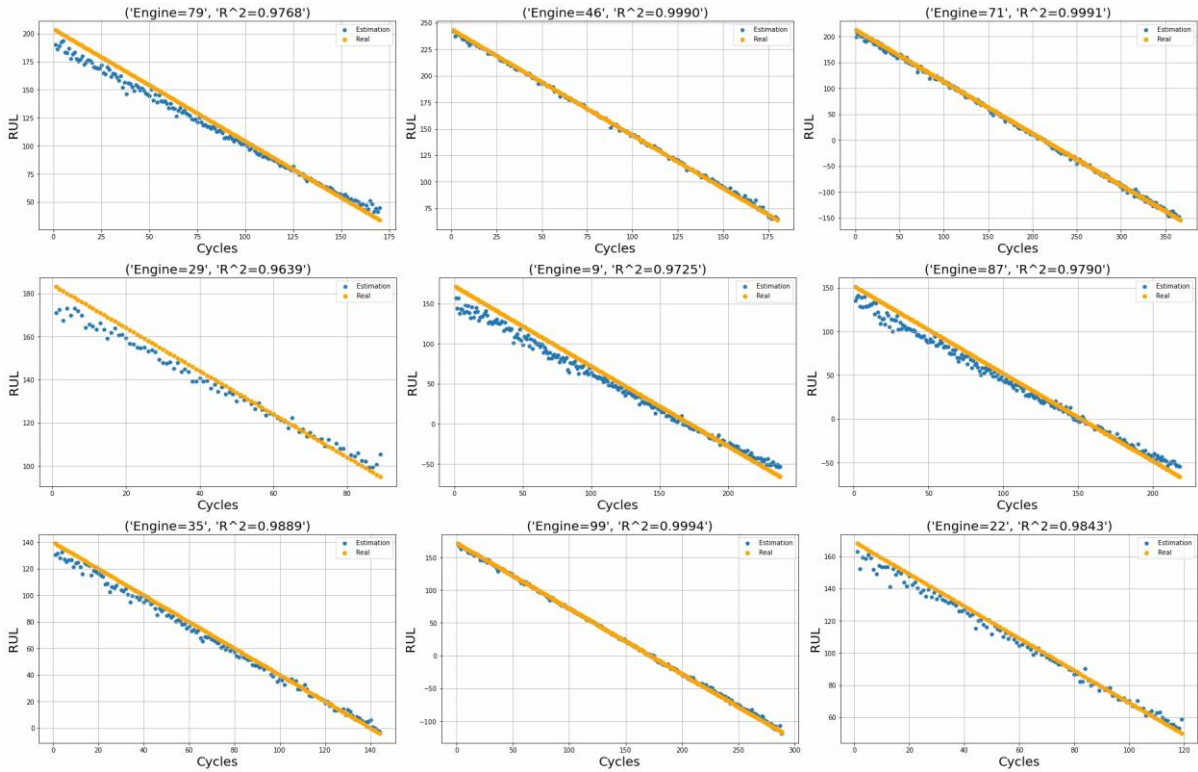 ('Engine=79', 'R^2=0.9768')
200
175
150
125
100
75
50
RUL
0
25
50
75
100
125
150
175
Cycles
Estimation
Real
('Engine=46', 'R^2=0.9990')
250
225
200
175
150
125
100
75
RUL
0
25
50
75
100
125
150
175
Cycles
Estimation
Real
('Engine=71', 'R^2=0.9991')
200
150
100
50
0
−50
−100
−150
RUL
0
50
100
150
200
250
300
350
Cycles
Estimation
Real
('Engine=29', 'R^2=0.9639')
180
160
140
120
100
RUL
0
20
40
60
80
Cycles
Estimation
Real
('Engine=9', 'R^2=0.9725')
150
100
50
0
−50
RUL
0
50
100
150
200
Cycles
Estimation
Real
('Engine=87', 'R^2=0.9790')
150
100
50
0
−50
RUL
0
50
100
150
200
Cycles
Estimation
Real
('Engine=35', 'R^2=0.9889')
140
120
100
80
60
40
20
0
RUL
0
20
40
60
80
100
120
140
Cycles
Estimation
Real
('Engine=99', 'R^2=0.9994')
150
100
50
0
−50
−100
RUL
0
50
100
150
200
250
300
Cycles
Estimation
Real
('Engine=22', 'R^2=0.9843')
160
140
120
100
80
60
RUL
0
20
40
60
80
100
120
Cycles
Estimation
Real